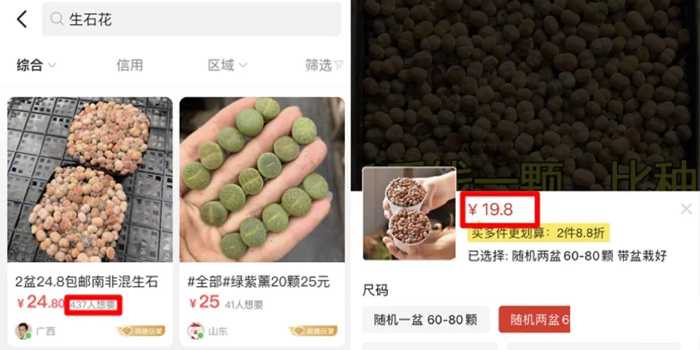 生石花
综合
信用
区域
筛选
2盆24.8包邮南非混生石
¥24.80
437人想要
广西
#全部#绿紫薰20颗25元
¥25
41人想要
山东
¥ 19.8
买多件更划算：2件8.8折
已选择: 随机两盆60-80颗 带盆栽好
尺码
随机一盆 60-80颗
随机两盆6